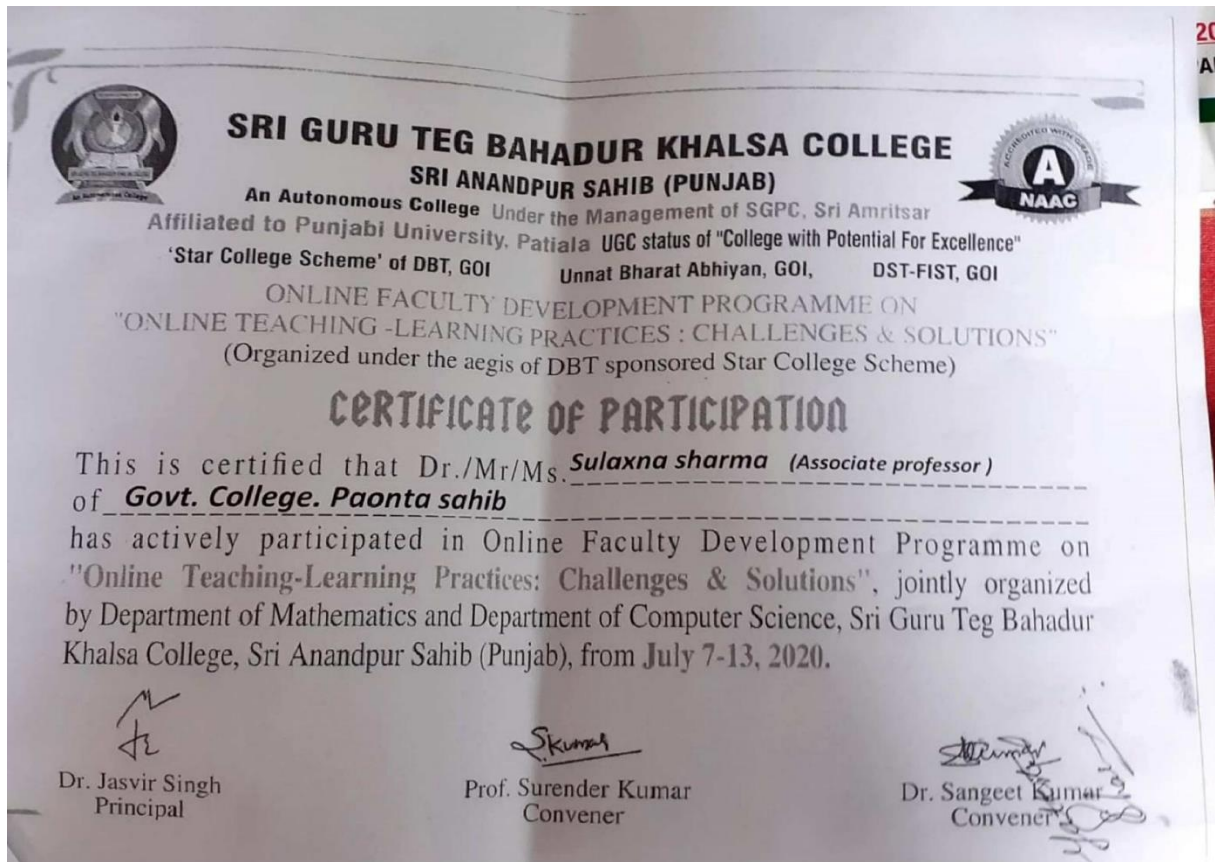 20
SRI GURU TEG BAHADUR KHALSA COLLEGE
SRI ANANDPUR SAHIB (PUNJAB)
An Autonomous College Under the Management of SGPC, Sri Amritsar
Affiliated to Punjabi University, Patiala UGC status of "College with Potential For Excellence"
'Star College Scheme' of DBT, GOI Unnat Bharat Abhiyan, GOI, DST-FIST, GOI
An Autonomous College
ACCREDITED WITH GRADE
A
NAAC
ONLINE FACULTY DEVELOPMENT PROGRAMME ON
"ONLINE TEACHING -LEARNING PRACTICES : CHALLENGES & SOLUTIONS"
(Organized under the aegis of DBT sponsored Star College Scheme)
CERTIFICATE OF PARTICIPATION
This is certified that Dr./Mr/Ms. Sulaxna sharma (Associate professor )
of Govt. College. Paonta sahib
has actively participated in Online Faculty Development Programme on
"Online Teaching-Learning Practices: Challenges & Solutions", jointly organized
by Department of Mathematics and Department of Computer Science, Sri Guru Teg Bahadur
Khalsa College, Sri Anandpur Sahib (Punjab), from July 7-13, 2020.
Skumar
Dr. Jasvir Singh
Principal
Prof. Surender Kumar
Convener
Dr. Sangeet Kumar
Convener